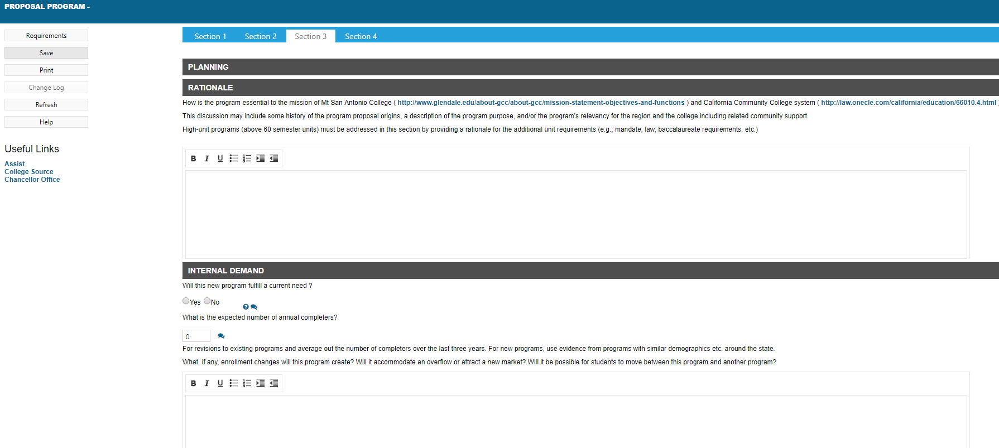 PROPOSAL PROGRAM -
Requirements
Save
Print
Change Log
Refresh
Help
Useful Links
Assist
College Source
Chancellor Office
Section 1 Section 2 Section 3 Section 4
PLANNING
RATIONALE
How is the program essential to the mission of Mt San Antonio College ( http://www.glendale.edu/about-gcc/about-gcc/mission-statement-objectives-and-functions ) and California Community College system ( http://law.onecle.com/california/education/66010.4.html )
This discussion may include some history of the program proposal origins, a description of the program purpose, and/or the program's relevancy for the region and the college including related community support.
High-unit programs (above 60 semester units) must be addressed in this section by providing a rationale for the additional unit requirements (e.g.; mandate, law, baccalaureate requirements, etc.)
B I U
INTERNAL DEMAND
Will this new program fulfill a current need ?
Yes No
What is the expected number of annual completers?
0
For revisions to existing programs and average out the number of completers over the last three years. For new programs, use evidence from programs with similar demographics etc. around the state.
What, if any, enrollment changes will this program create? Will it accommodate an overflow or attract a new market? Will it be possible for students to move between this program and another program?
B I U